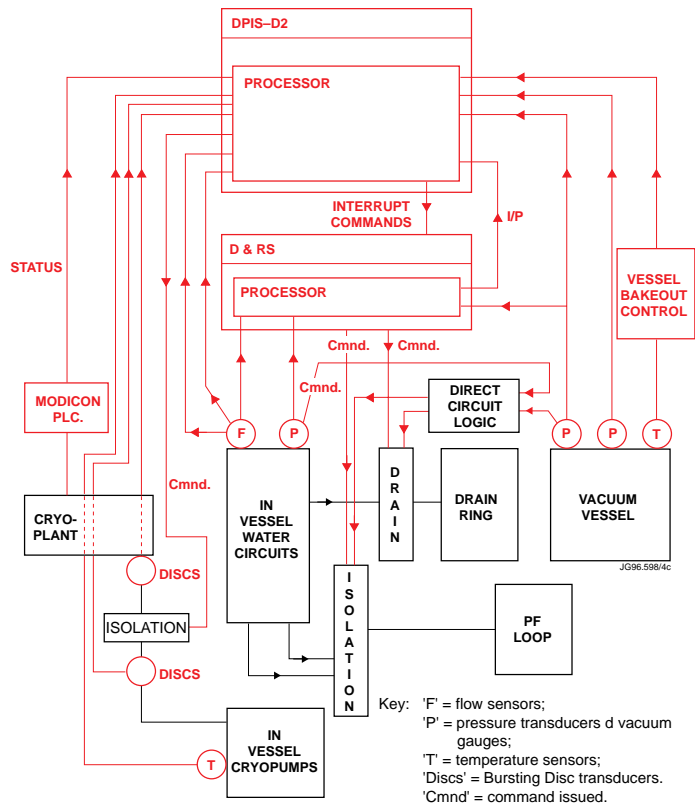 DPIS–D2
PROCESSOR
INTERRUPT
COMMANDS
I/P
D & RS
STATUS
PROCESSOR
VESSEL
BAKEOUT
CONTROL
Cmnd.
Cmnd.
Cmnd.
MODICON
PLC.
DIRECT
CIRCUIT
LOGIC
F
P
P
P
T
Cmnd.
CRYO-
PLANT
IN
VESSEL
WATER
CIRCUITS
DRAIN
DRAIN
RING
VACUUM
VESSEL
JG96.598/4c
DISCS
ISOLATION
ISOLATION
PF
LOOP
DISCS
IN
VESSEL
CRYOPUMPS
T
Key: 'F' = flow sensors;
'P' = pressure transducers d vacuum
gauges;
'T' = temperature sensors;
'Discs' = Bursting Disc transducers.
'Cmnd' = command issued.